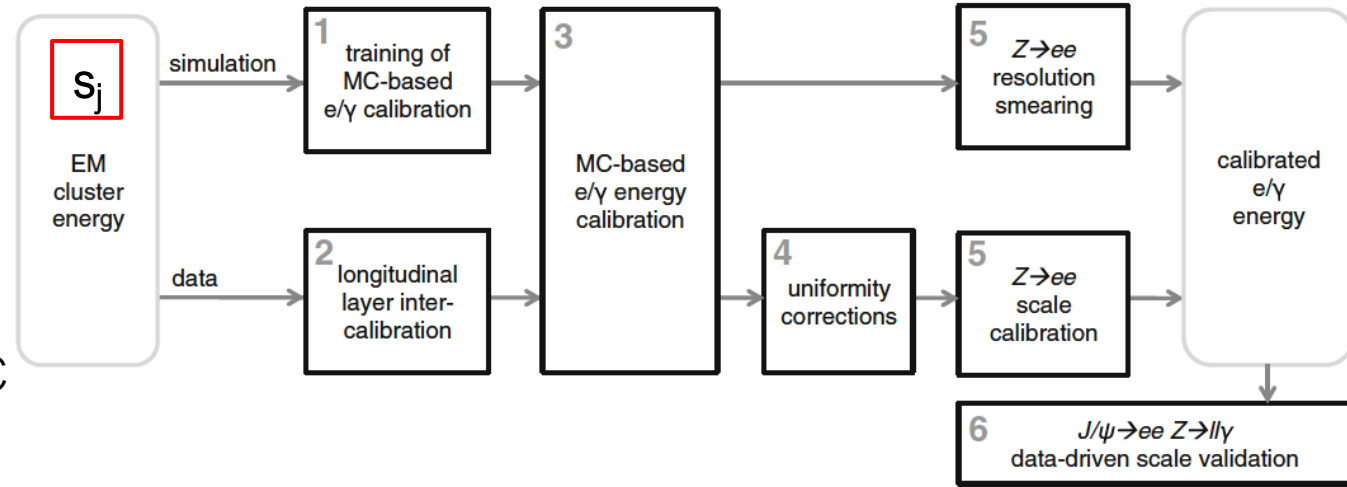 s_j
EM
cluster
energy
simulation
data
1
training of
MC-based
e/γ calibration
2
longitudinal
layer inter-
calibration
3
MC-based
e/γ energy
calibration
4
uniformity
corrections
5
Z→ee
resolution
smearing
5
Z→ee
scale
calibration
calibrated
e/γ
energy
6
J/ψ→ee Z→llγ
data-driven scale validation